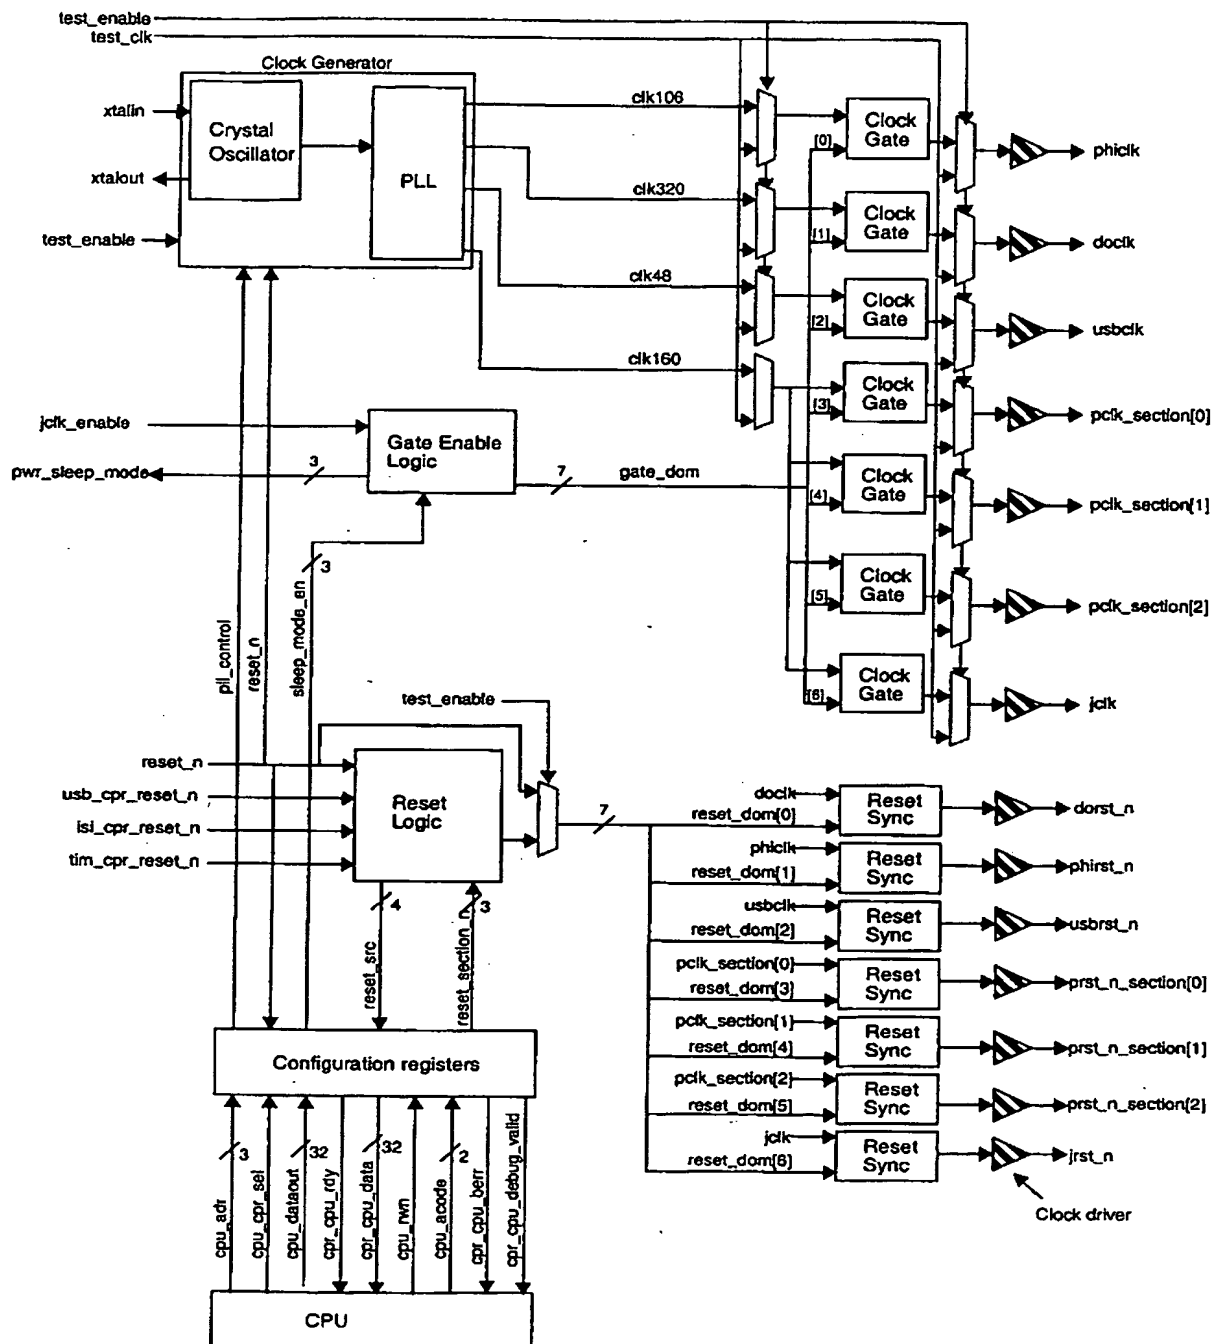 test_enable
test_clk
Clock Generator
xtalin
xtalout
test_enable
Crystal Oscillator
PLL
clk106
clk320
clk48
clk160
[0]
Clock Gate
phiclk
[1]
Clock Gate
doclk
[2]
Clock Gate
usbclk
[3]
Clock Gate
pclk_section[0]
jclk_enable
pwr_sleep_mode
3
Gate Enable Logic
7
gate_dom
[4]
Clock Gate
pclk_section[1]
[5]
Clock Gate
pclk_section[2]
[6]
Clock Gate
jclk
pll_control
reset_n
sleep_mode_en
3
test_enable
reset_n
usb_cpr_reset_n
isi_cpr_reset_n
tim_cpr_reset_n
Reset Logic
7
4
reset_src
3
reset_section_n
doclk
reset_dom[0]
Reset Sync
dorst_n
phiclk
reset_dom[1]
Reset Sync
phirst_n
usbclk
reset_dom[2]
Reset Sync
usbrst_n
pclk_section[0]
reset_dom[3]
Reset Sync
prst_n_section[0]
pclk_section[1]
reset_dom[4]
Reset Sync
prst_n_section[1]
pclk_section[2]
reset_dom[5]
Reset Sync
prst_n_section[2]
jclk
reset_dom[6]
Reset Sync
jrst_n
Clock driver
Configuration registers
3
cpu_adr
cpu_cpr_sel
32
cpu_dataout
cpr_cpu_rdy
32
cpr_cpu_data
cpu_rwn
2
cpu_acode
cpr_cpu_berr
cpr_cpu_debug_valid
CPU